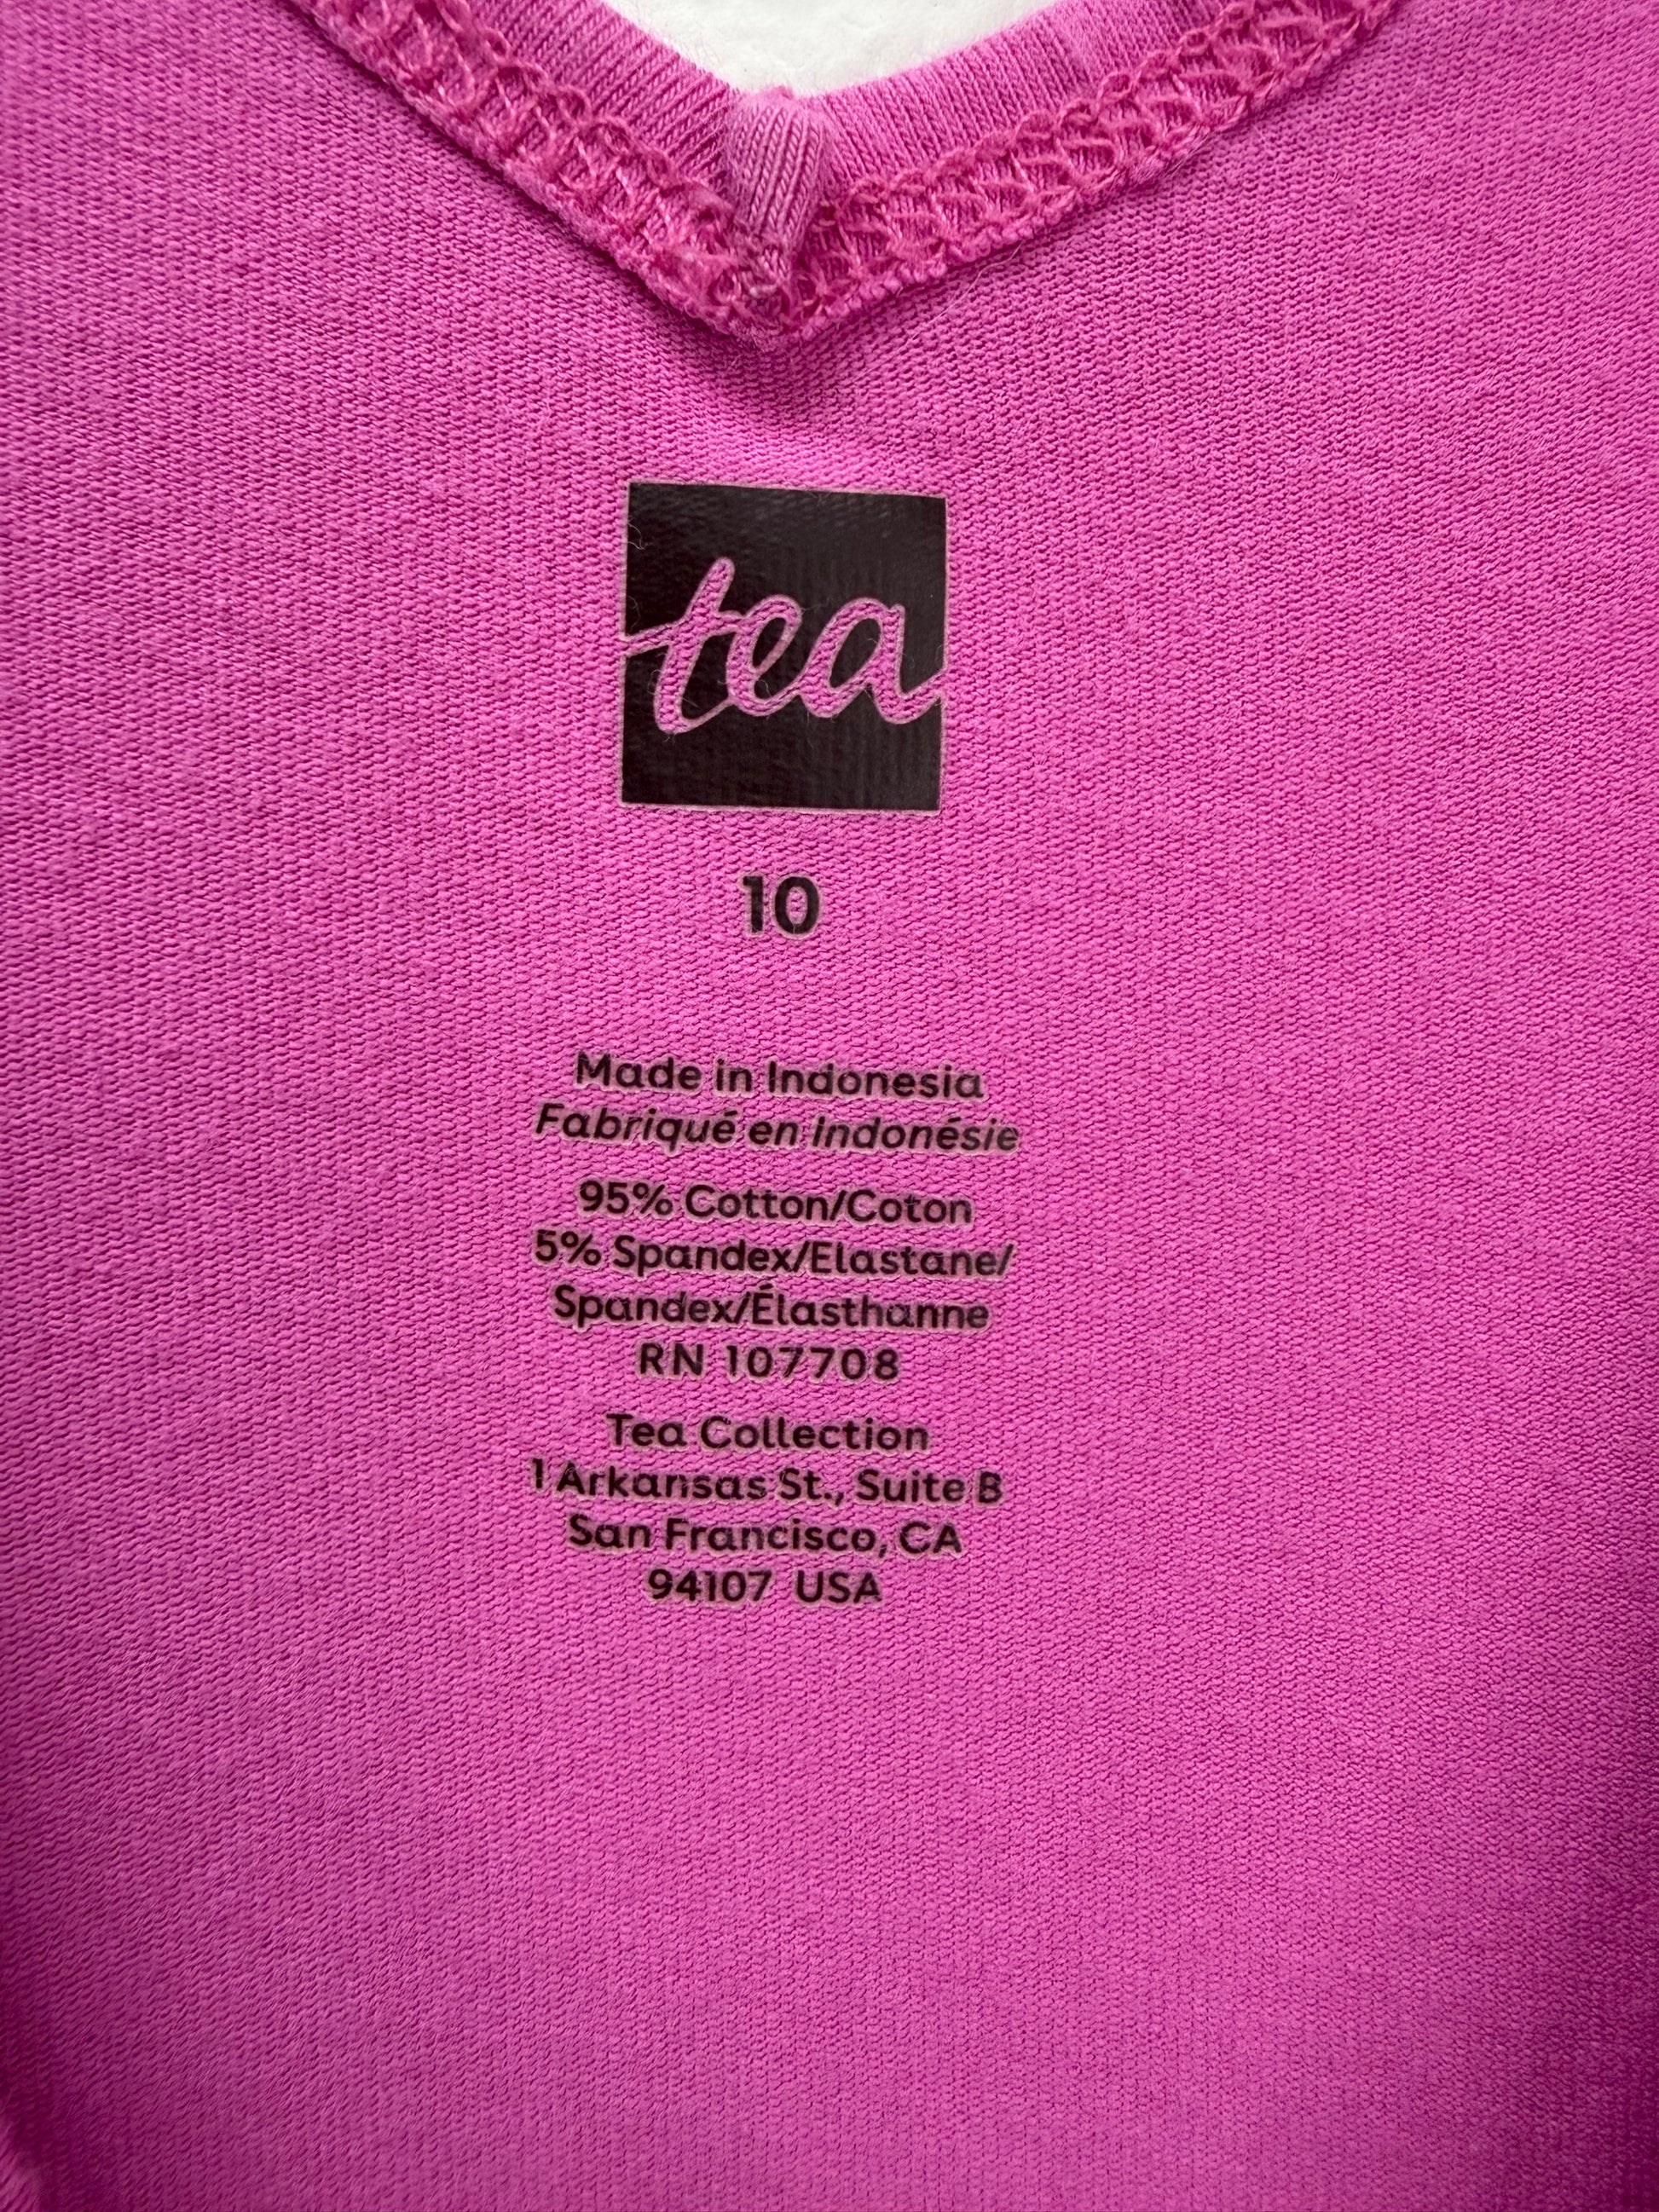 tea
10
Made in Indonesia
Fabriqué en Indonésie
95% Cotton/Coton
5% Spandex/Elastane/
Spandex/Élasthanne
RN 107708
Tea Collection
1 Arkansas St., Suite B
San Francisco, CA
94107 USA